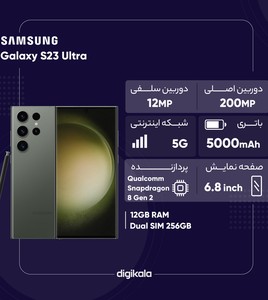 SAMSUNG
Galaxy S23 Ultra
دوربین اصلی
200MP
دوربین سلفی
12MP
باتری
5000mAh
شبکه اینترنتی
5G
صفحه نمایش
6.8 inch
پردازنده
Qualcomm
Snapdragon
8 Gen 2
12GB RAM
Dual SIM 256GB
digikala